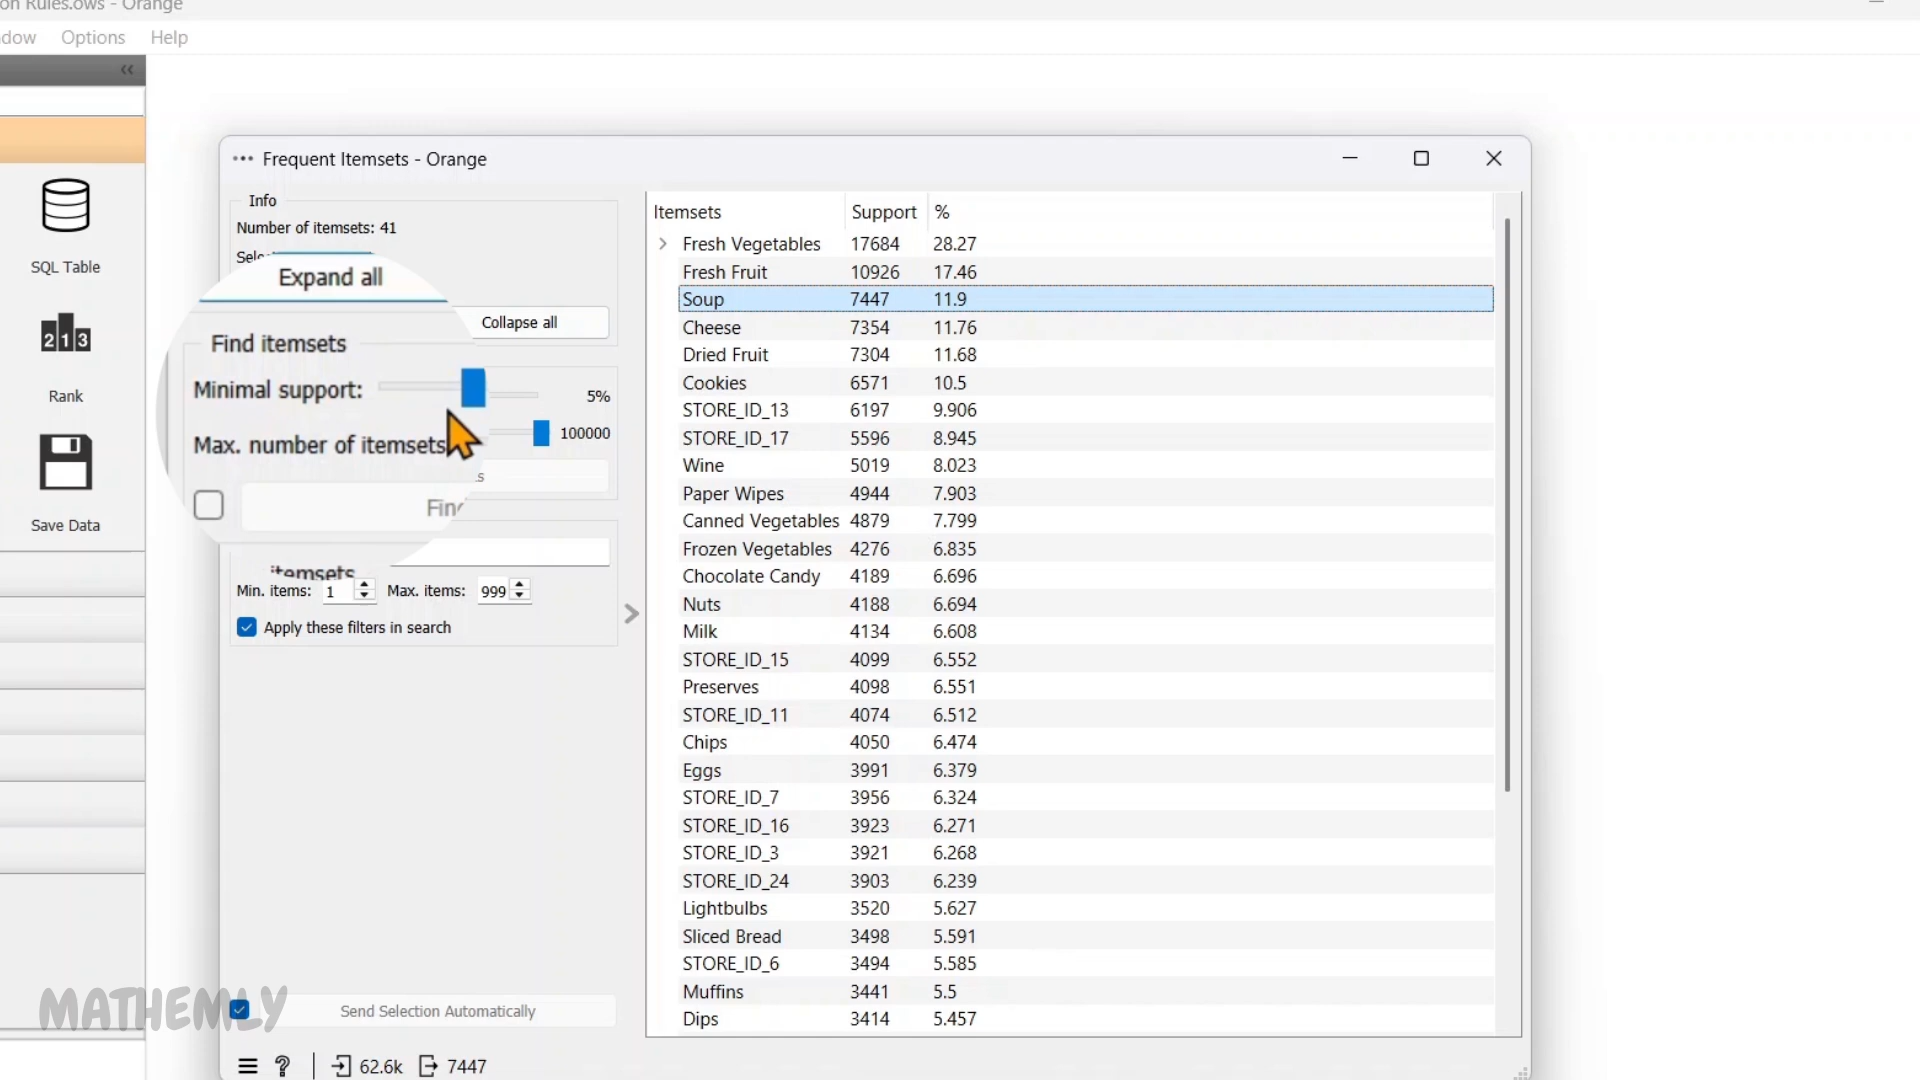 on Rules.ows - Orange
dow Options Help
SQL Table
Rank
Save Data
Frequent Itemsets - Orange
Info
Number of itemsets: 41
Expand all
Collapse all
Find itemsets
Minimal support: 5%
Max. number of itemsets 100000
itemsets
Min. items: 1 Max. items: 999
Apply these filters in search
Send Selection Automatically
62.6k 7447
Itemsets Support %
Fresh Vegetables 17684 28.27
Fresh Fruit 10926 17.46
Soup 7447 11.9
Cheese 7354 11.76
Dried Fruit 7304 11.68
Cookies 6571 10.5
STORE_ID_13 6197 9.906
STORE_ID_17 5596 8.945
Wine 5019 8.023
Paper Wipes 4944 7.903
Canned Vegetables 4879 7.799
Frozen Vegetables 4276 6.835
Chocolate Candy 4189 6.696
Nuts 4188 6.694
Milk 4134 6.608
STORE_ID_15 4099 6.552
Preserves 4098 6.551
STORE_ID_11 4074 6.512
Chips 4050 6.474
Eggs 3991 6.379
STORE_ID_7 3956 6.324
STORE_ID_16 3923 6.271
STORE_ID_3 3921 6.268
STORE_ID_24 3903 6.239
Lightbulbs 3520 5.627
Sliced Bread 3498 5.591
STORE_ID_6 3494 5.585
Muffins 3441 5.5
Dips 3414 5.457
MATHEMLY